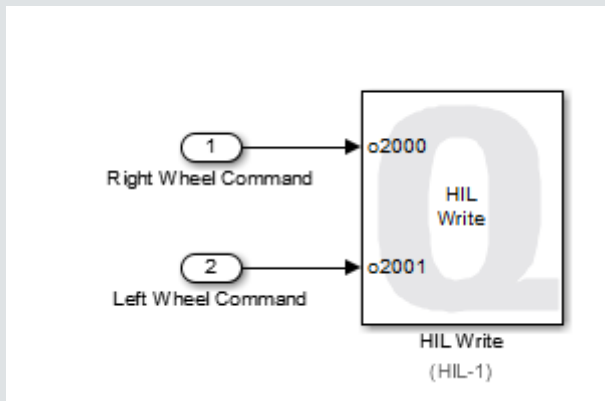 1
Right Wheel Command
o2000
HIL
Write
2
Left Wheel Command
o2001
HIL Write
(HIL-1)